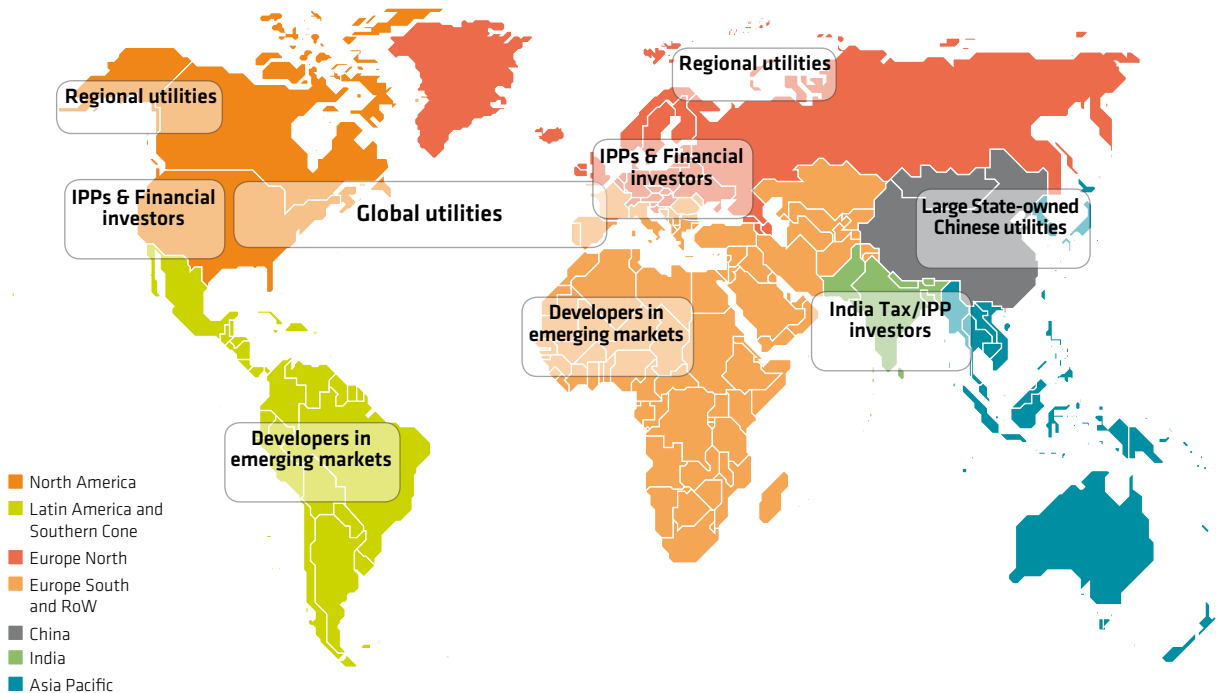 Regional utilities
Regional utilities
IPPs & Financial
investors
IPPs & Financial
investors
Global utilities
Large State-owned
Chinese utilities
Developers in
emerging markets
India Tax/IPP
investors
Developers in
emerging markets
North America
Latin America and
Southern Cone
Europe North
Europe South
and RoW
China
India
Asia Pacific